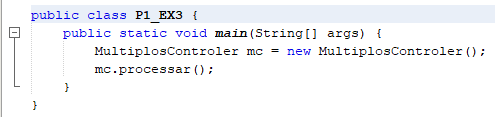 public class P1_EX3 {
    public static void main(String[] args) {
        MultiplosControler mc = new MultiplosControler();
        mc.processar();
    }
}